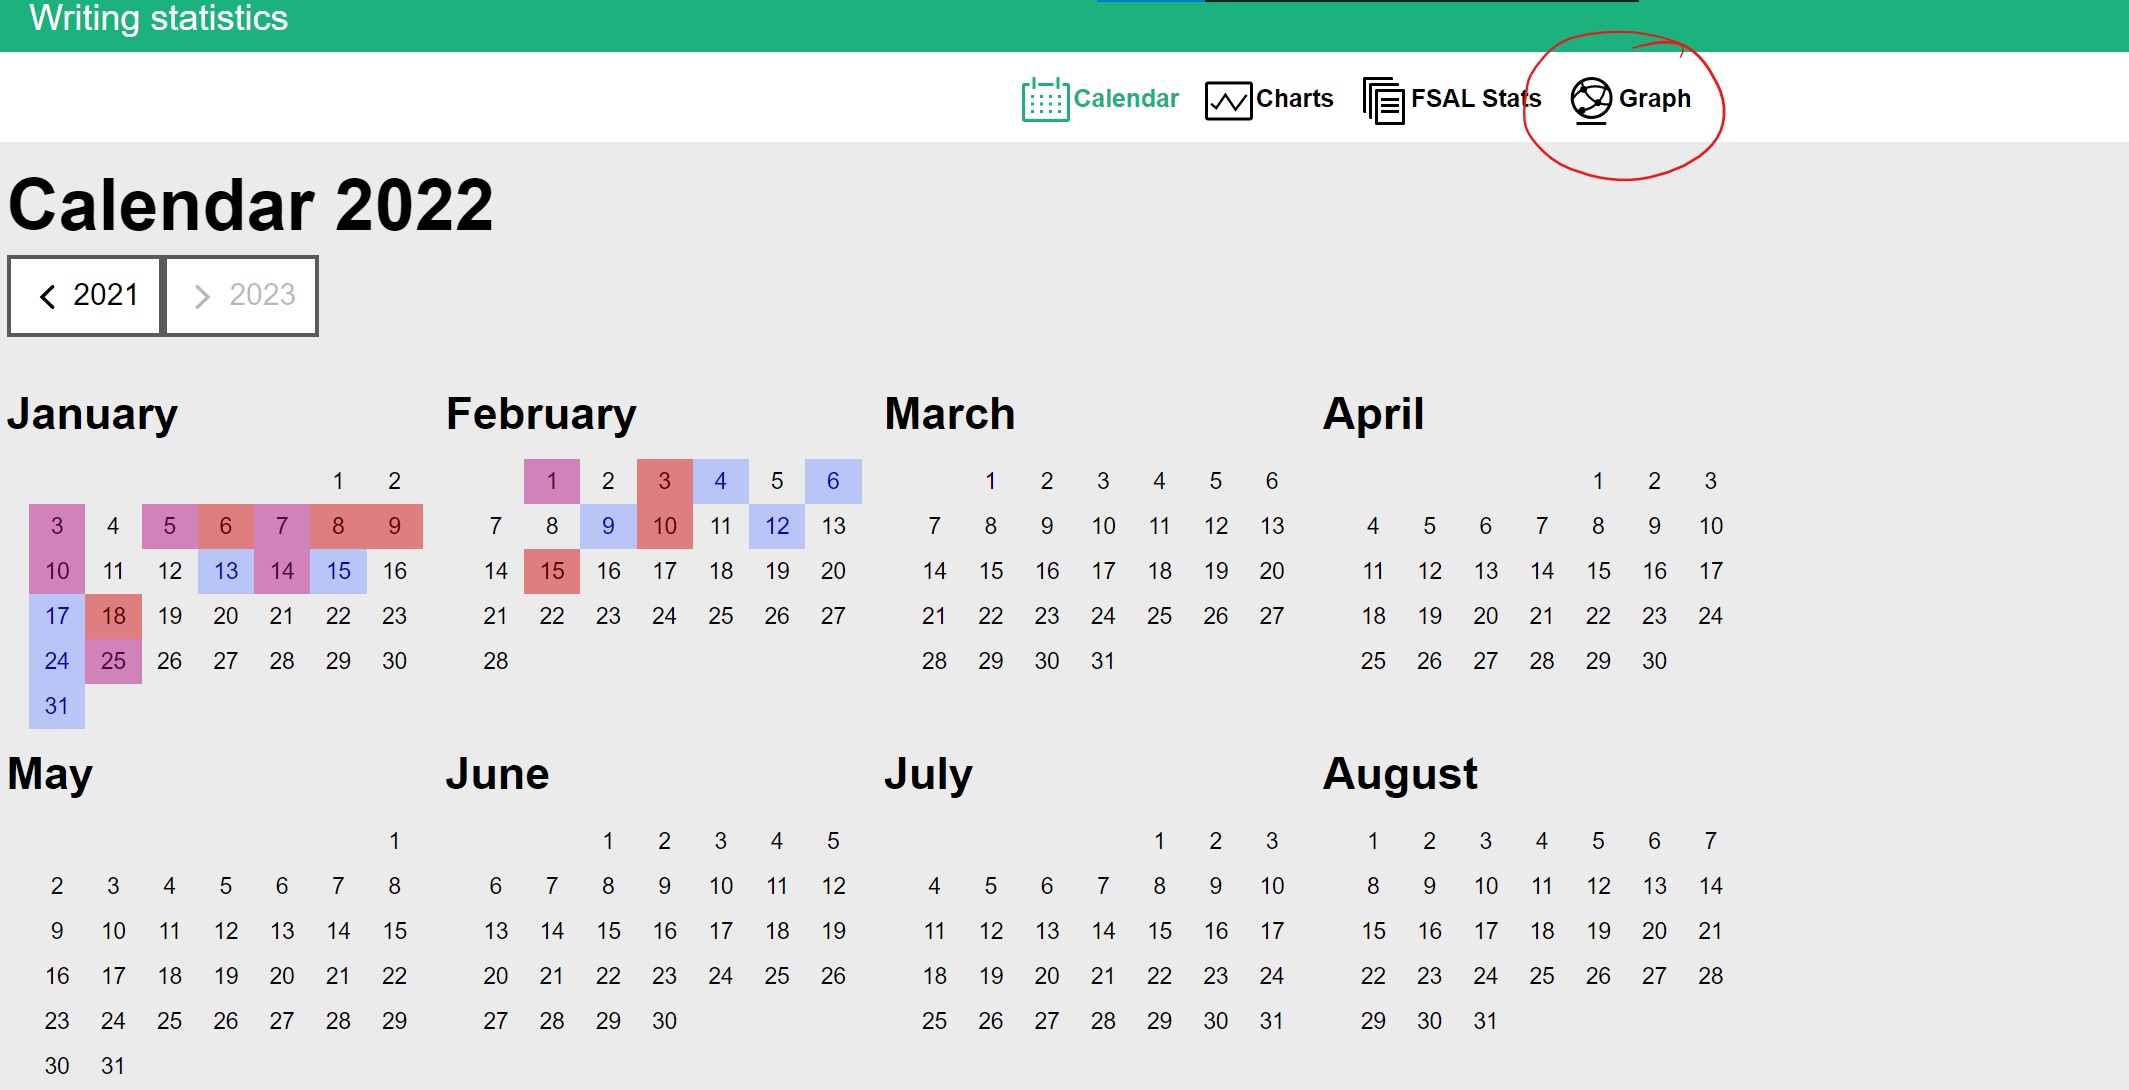 Writing statistics
Calendar Charts FSAL Stats Graph
Calendar 2022
2021 2023
January February March April
1 2 1 2 3 4 5 6 1 2 3 4 5 6 1 2 3
3 4 5 6 7 8 9 7 8 9 10 11 12 13 7 8 9 10 11 12 13 4 5 6 7 8 9 10
10 11 12 13 14 15 16 14 15 16 17 18 19 20 14 15 16 17 18 19 20 11 12 13 14 15 16 17
17 18 19 20 21 22 23 21 22 23 24 25 26 27 21 22 23 24 25 26 27 18 19 20 21 22 23 24
24 25 26 27 28 29 30 28 28 29 30 31 25 26 27 28 29 30
31
May June July August
1 1 2 3 4 5 1 2 3 1 2 3 4 5 6 7
2 3 4 5 6 7 8 6 7 8 9 10 11 12 4 5 6 7 8 9 10 8 9 10 11 12 13 14
9 10 11 12 13 14 15 13 14 15 16 17 18 19 11 12 13 14 15 16 17 15 16 17 18 19 20 21
16 17 18 19 20 21 22 20 21 22 23 24 25 26 18 19 20 21 22 23 24 22 23 24 25 26 27 28
23 24 25 26 27 28 29 27 28 29 30 25 26 27 28 29 30 31 29 30 31
30 31